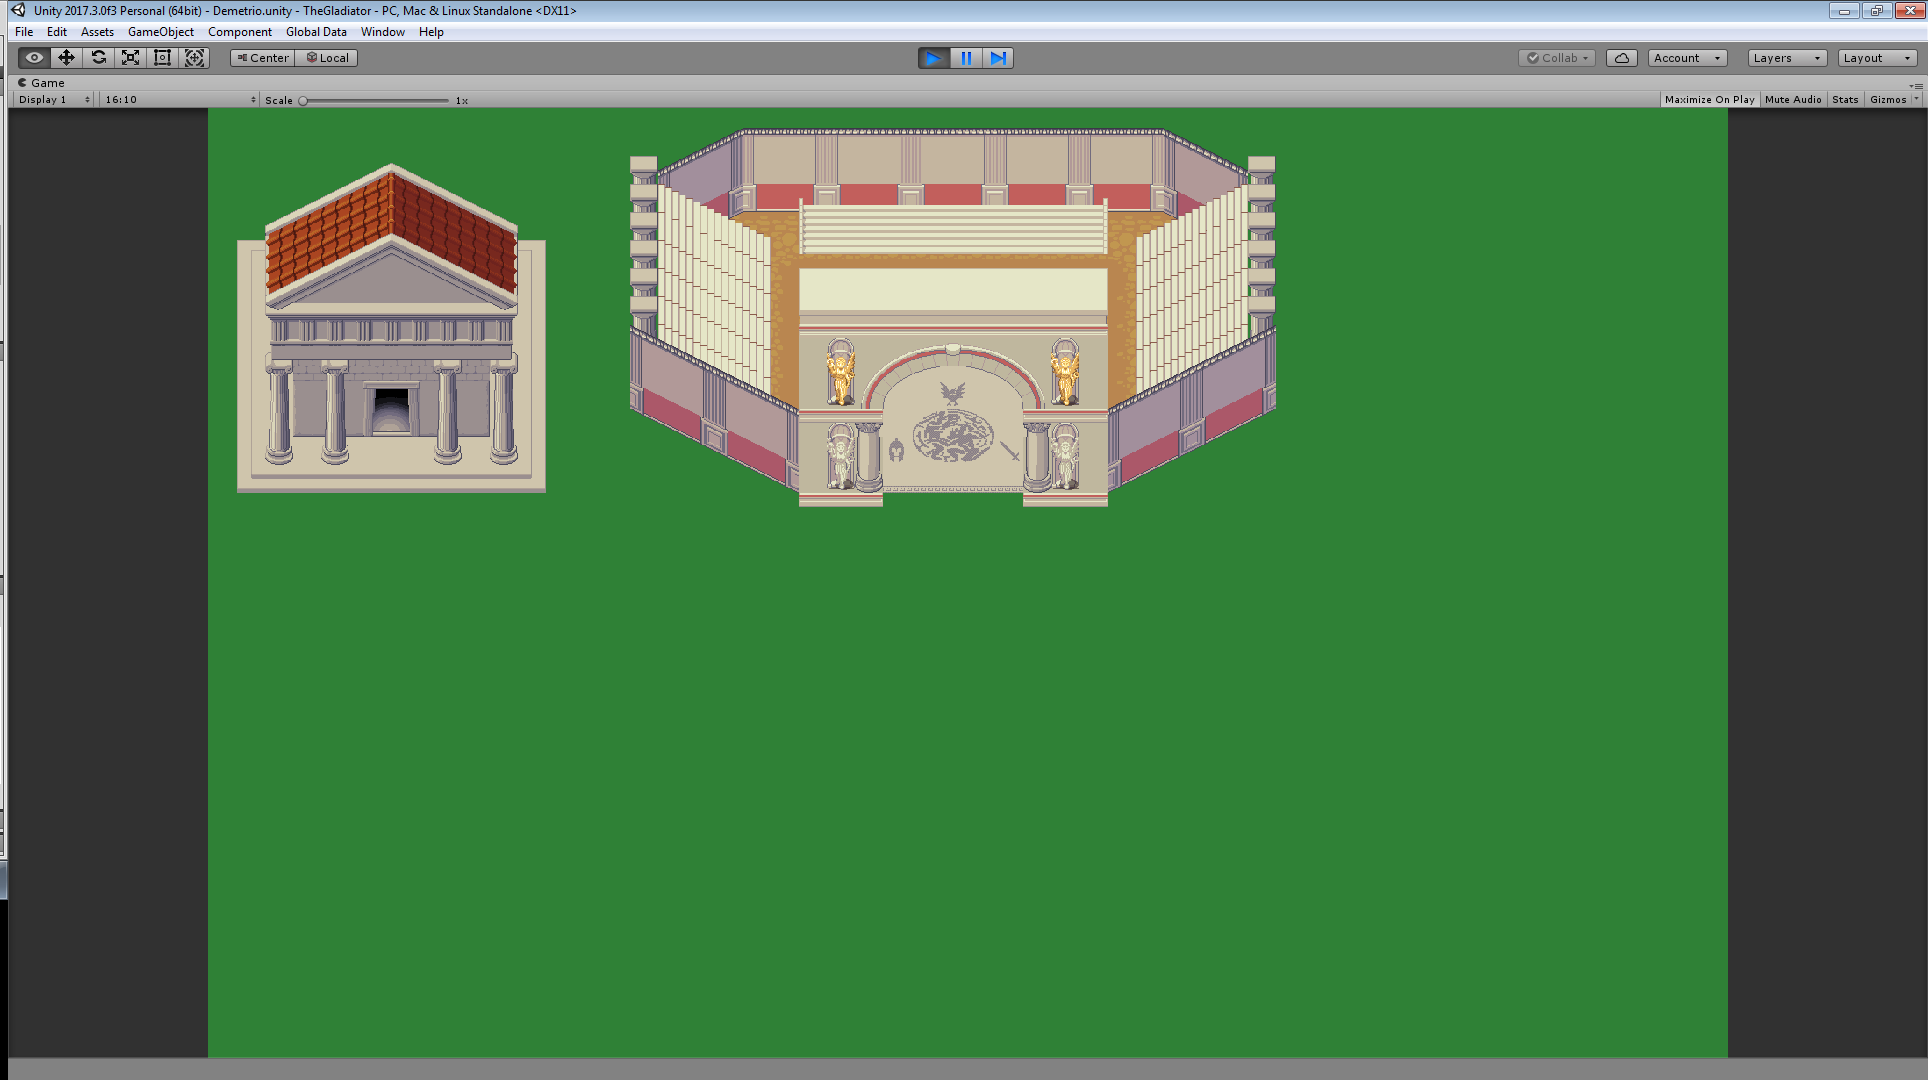 Unity 2017.3.0f3 Personal (64bit) - Demetrio.unity - TheGladiator - PC, Mac & Linux Standalone <DX11>
File Edit Assets GameObject Component Global Data Window Help
Center Local Collab Account Layers Layout
Game
Display 1 16:10 Scale 1x Maximize On Play Mute Audio Stats Gizmos